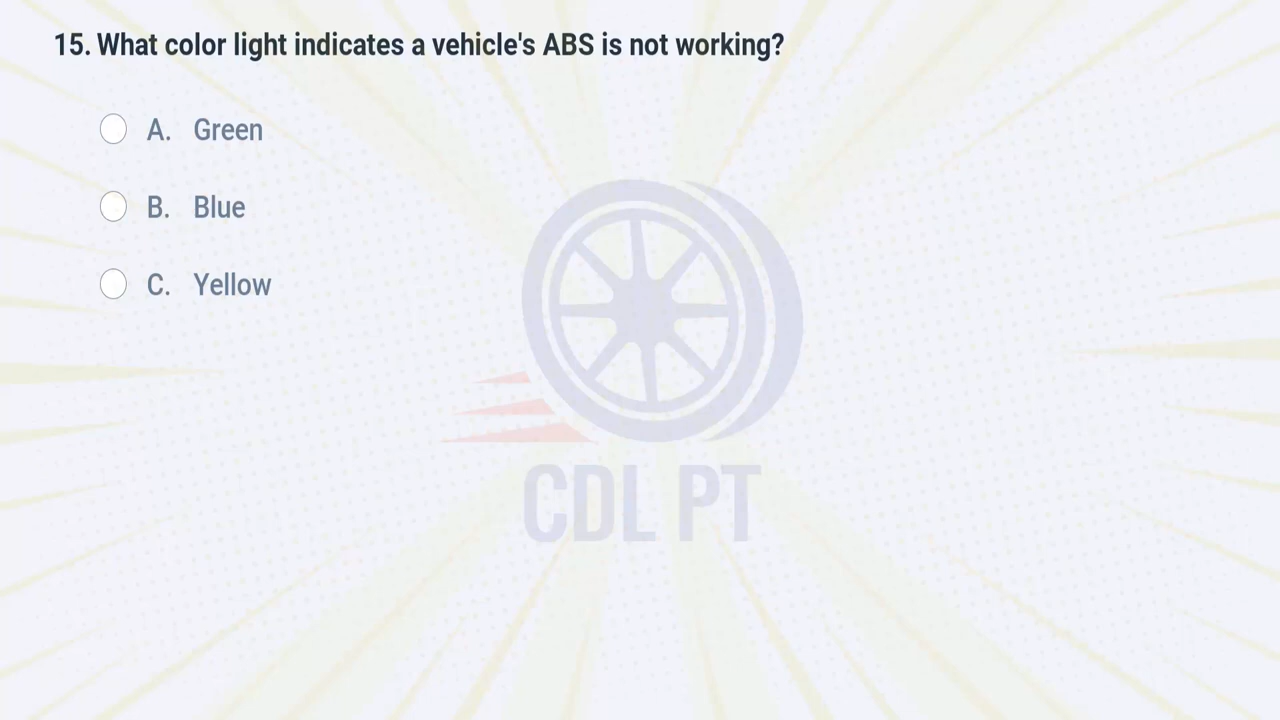 15. What color light indicates a vehicle's ABS is not working?
A. Green
B. Blue
C. Yellow
CDL PT